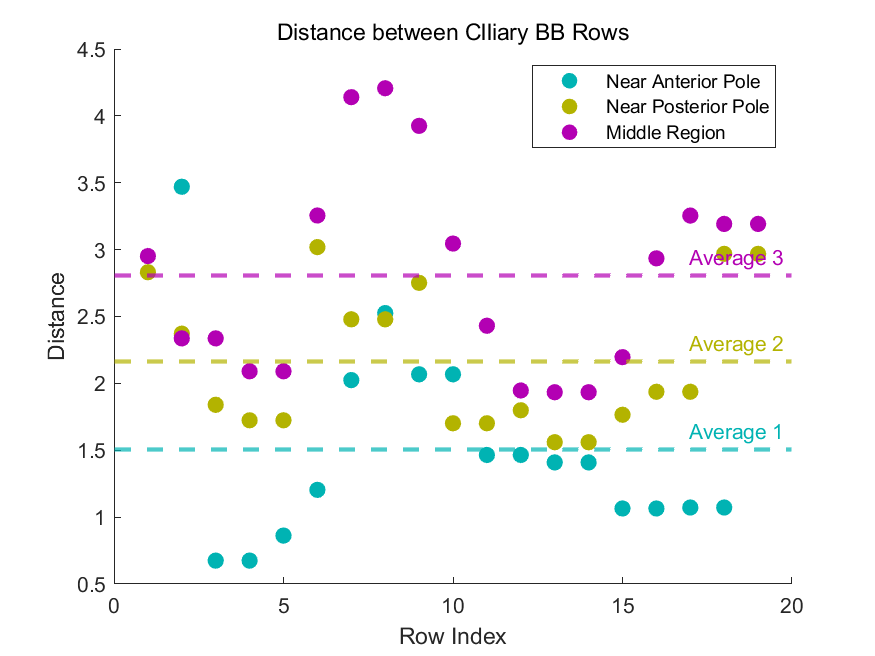 Distance between CIliary BB Rows
Near Anterior Pole
Near Posterior Pole
Middle Region
4.5
4
3.5
3
2.5
2
1.5
1
0.5
Distance
Average 3
Average 2
Average 1
0
5
10
15
20
Row Index